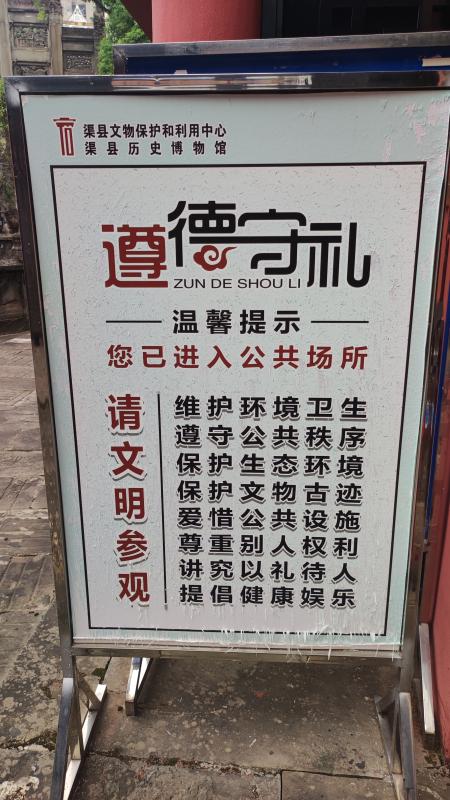 渠县文物保护和利用中心
渠县历史博物馆
遵德守礼
ZUN DE SHOU LI
温馨提示
您已进入公共场所
请文明参观
维护环境卫生
遵守公共秩序
保护生态环境
保护文物古迹
爱惜公共设施
尊重别人权利
讲究以礼待人
提倡健康娱乐